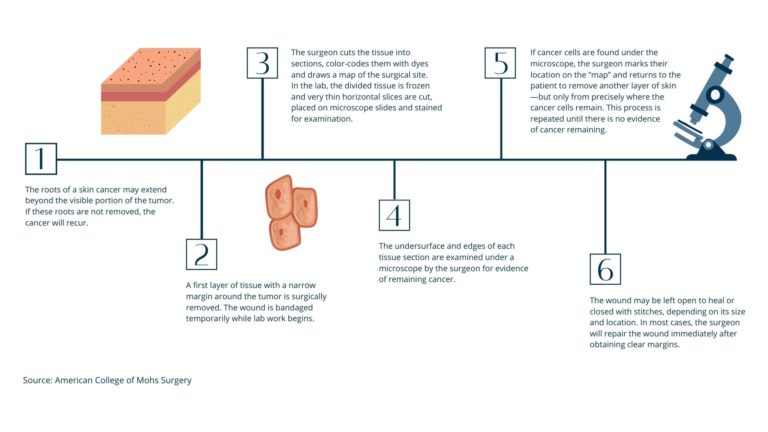 1
The roots of a skin cancer may extend
beyond the visible portion of the tumor.
If these roots are not removed, the
cancer will recur.
2
A first layer of tissue with a narrow
margin around the tumor is surgically
removed. The wound is bandaged
temporarily while lab work begins.
3
The surgeon cuts the tissue into
sections, color-codes them with dyes
and draws a map of the surgical site.
In the lab, the divided tissue is frozen
and very thin horizontal slices are cut,
placed on microscope slides and stained
for examination.
4
The undersurface and edges of each
tissue section are examined under a
microscope by the surgeon for evidence
of remaining cancer.
5
If cancer cells are found under the
microscope, the surgeon marks their
location on the “map” and returns to the
patient to remove another layer of skin
—but only from precisely where the
cancer cells remain. This process is
repeated until there is no evidence
of cancer remaining.
6
The wound may be left open to heal or
closed with stitches, depending on its size
and location. In most cases, the surgeon
will repair the wound immediately after
obtaining clear margins.
Source: American College of Mohs Surgery